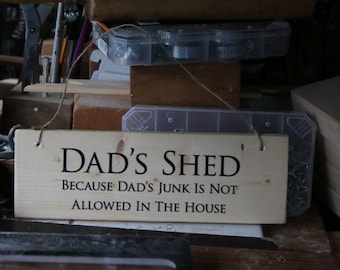 Dad's Shed
Because Dad's Junk Is Not
Allowed In The House